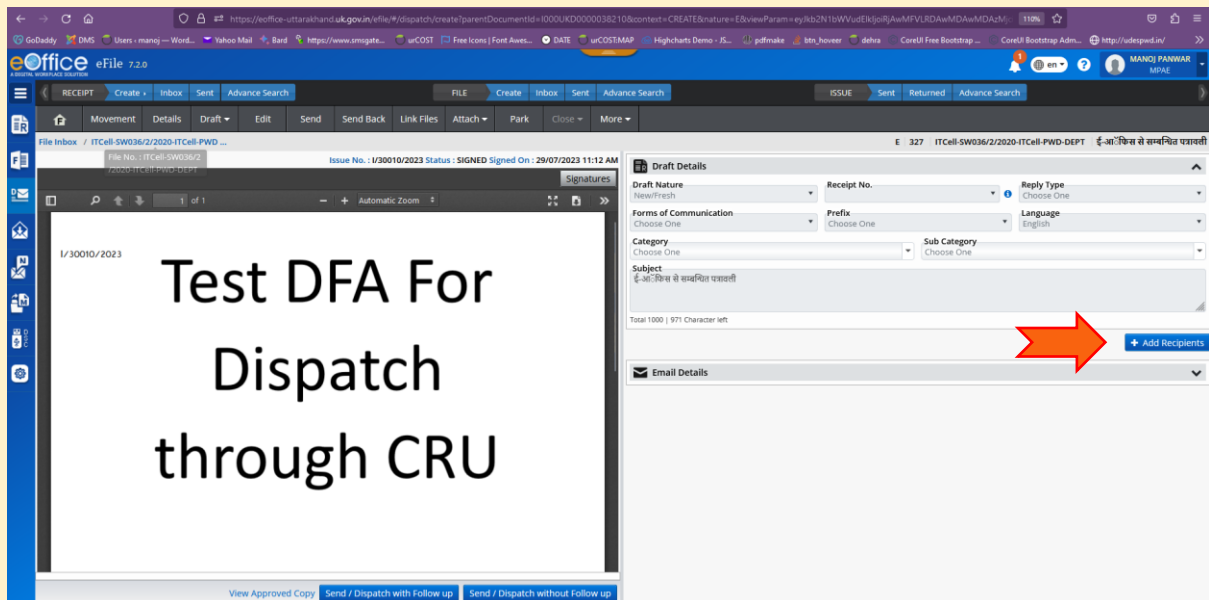 https://eoffice-uttarakhand.uk.gov.in/efile/#/dispatch/create?parentDocumentId=I000UKD0000038210&context=CREATE&nature=E&viewParam= 110%
GoDaddy DMS Users - manoj — Word... Yahoo Mail Bard https://www.smsgate... urCOST Free Icons | Font Awes... DATE urCOST:MAP Highcharts Demo - JS... pdfmake btn_hoveer dehra CoreUI Free Bootstrap ... CoreUI Bootstrap Adm... http://udespwd.in/
eOffice eFile 7.2.0 1 en ? MANOJ PANWAR
A DIGITAL WORKPLACE SOLUTION MPAE
RECEIPT Create Inbox Sent Advance Search FILE Create Inbox Sent Advance Search ISSUE Sent Returned Advance Search
Movement Details Draft Edit Send Send Back Link Files Attach Park Close More
File Inbox / ITCell-SW036/2/2020-ITCell-PWD ... E 327 ITCell-SW036/2/2020-ITCell-PWD-DEPT ई-आॅफिस से सम्बन्धित पत्रावली
File No. : ITCell-SW036/2
/2020-ITCell-PWD-DEPT
Issue No. : I/30010/2023 Status : SIGNED Signed On : 29/07/2023 11:12 AM
Signatures
1 of 1 Automatic Zoom
I/30010/2023
Test DFA For
Dispatch
through CRU
View Approved Copy Send / Dispatch with Follow up Send / Dispatch without Follow up
Draft Details
Draft Nature Receipt No. Reply Type
New/Fresh Choose One
Forms of Communication Prefix Language
Choose One Choose One English
Category Sub Category
Choose One Choose One
Subject
ई-आॅफिस से सम्बन्धित पत्रावली
Total 1000 | 971 Character left
+ Add Recipients
Email Details